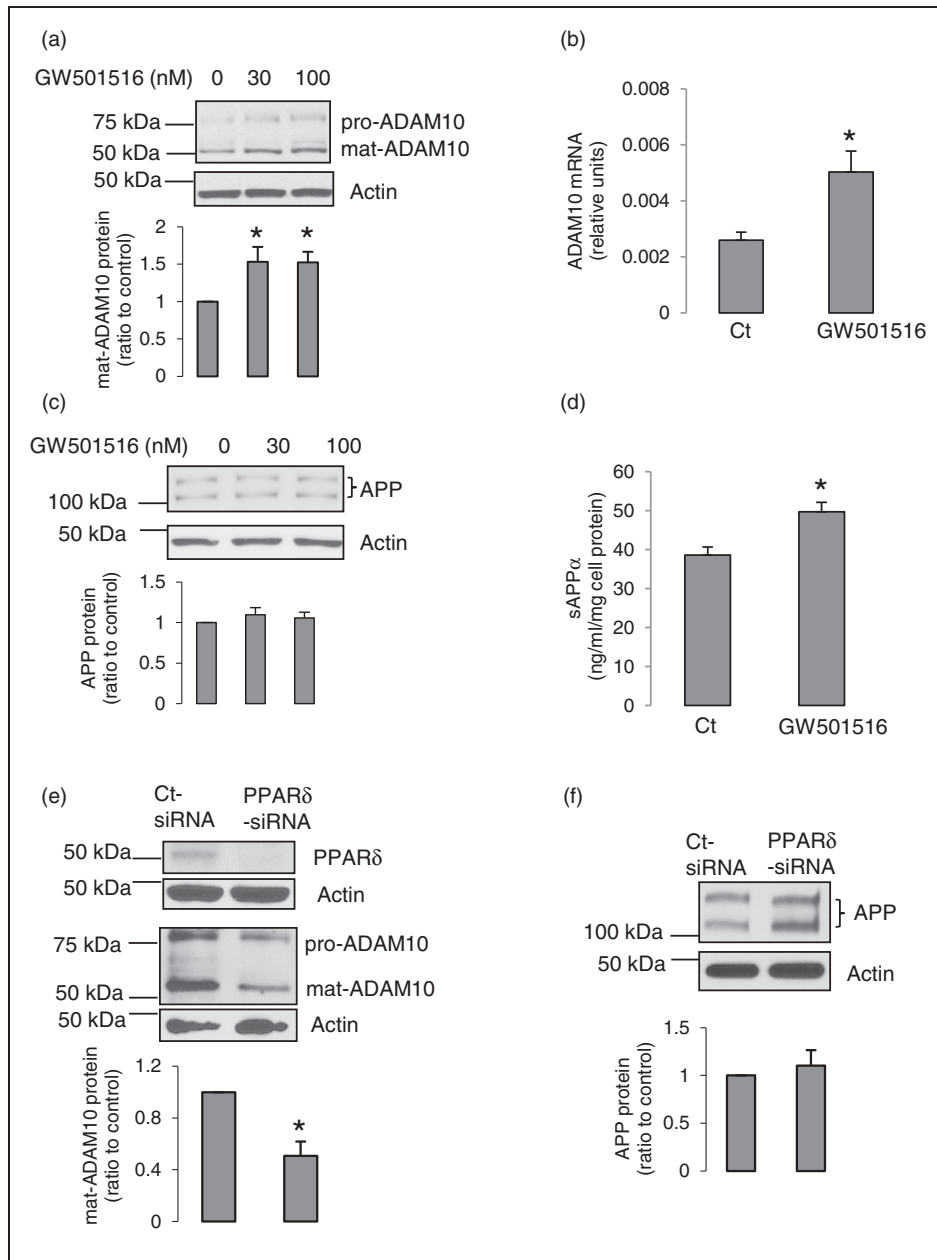 (a)
GW501516 (nM) 0 30 100
75 kDa
pro-ADAM10
50 kDa
mat-ADAM10
50 kDa
Actin
mat-ADAM10 protein
(ratio to control)
2
*
*
1.5
1
0.5
0
(b)
ADAM10 mRNA
(relative units)
0.008
*
0.006
0.004
0.002
0
Ct GW501516
(c)
GW501516 (nM) 0 30 100
APP
100 kDa
50 kDa
Actin
APP protein
(ratio to control)
1.5
1
0.5
0
(d)
sAPPα
(ng/ml/mg cell protein)
60
*
50
40
30
20
10
0
Ct GW501516
(e)
Ct-
siRNA
PPARδ
-siRNA
50 kDa
PPARδ
50 kDa
Actin
75 kDa
pro-ADAM10
50 kDa
mat-ADAM10
50 kDa
Actin
mat-ADAM10 protein
(ratio to control)
1.2
0.8
*
0.4
0
(f)
Ct-
siRNA
PPARδ
-siRNA
APP
100 kDa
50 kDa
Actin
APP protein
(ratio to control)
1.5
1
0.5
0